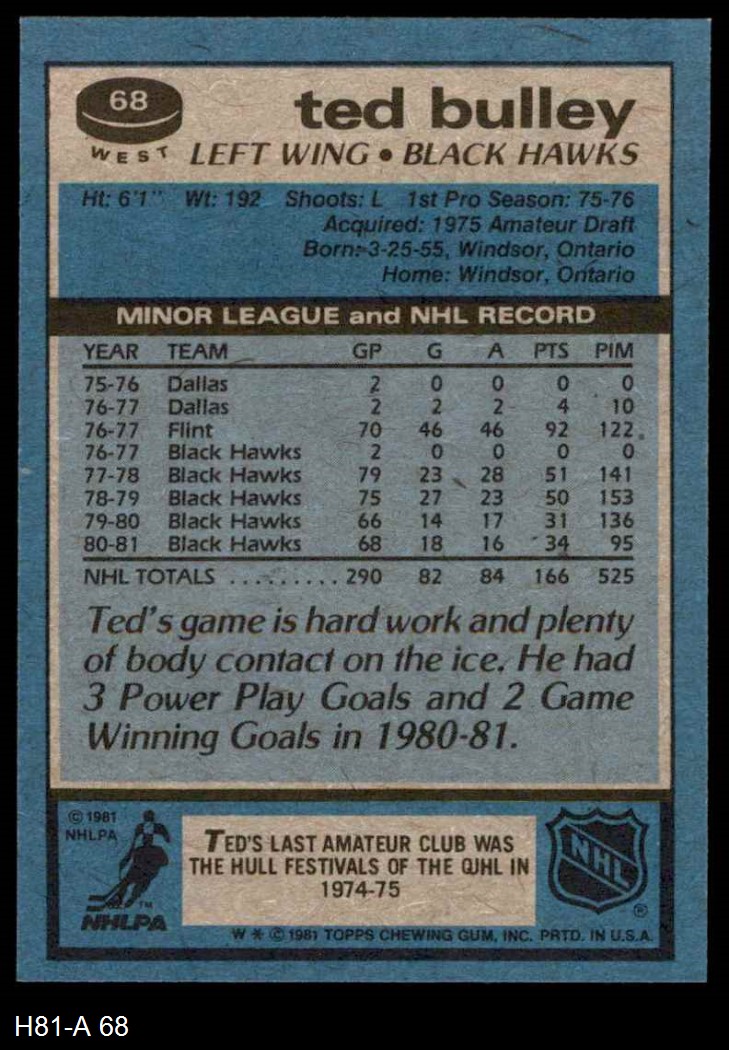 68
WEST
ted bulley
LEFT WING • BLACK HAWKS
Ht: 6'1" Wt: 192 Shoots: L 1st Pro Season: 75-76
Acquired: 1975 Amateur Draft
Born: 3-25-55, Windsor, Ontario
Home: Windsor, Ontario
MINOR LEAGUE and NHL RECORD
YEAR TEAM GP G A PTS PIM
75-76 Dallas 2 0 0 0 0
76-77 Dallas 2 2 2 4 10
76-77 Flint 70 46 46 92 122
76-77 Black Hawks 2 0 0 0 0
77-78 Black Hawks 79 23 28 51 141
78-79 Black Hawks 75 27 23 50 153
79-80 Black Hawks 66 14 17 31 136
80-81 Black Hawks 68 18 16 34 95
NHL TOTALS .......... 290 82 84 166 525
Ted's game is hard work and plenty
of body contact on the ice. He had
3 Power Play Goals and 2 Game
Winning Goals in 1980-81.
© 1981
NHLPA
NHLPA
TM
TED'S LAST AMATEUR CLUB WAS
THE HULL FESTIVALS OF THE QJHL IN
1974-75
NHL
®
W * © 1981 TOPPS CHEWING GUM, INC. PRTD. IN U.S.A.
H81-A 68